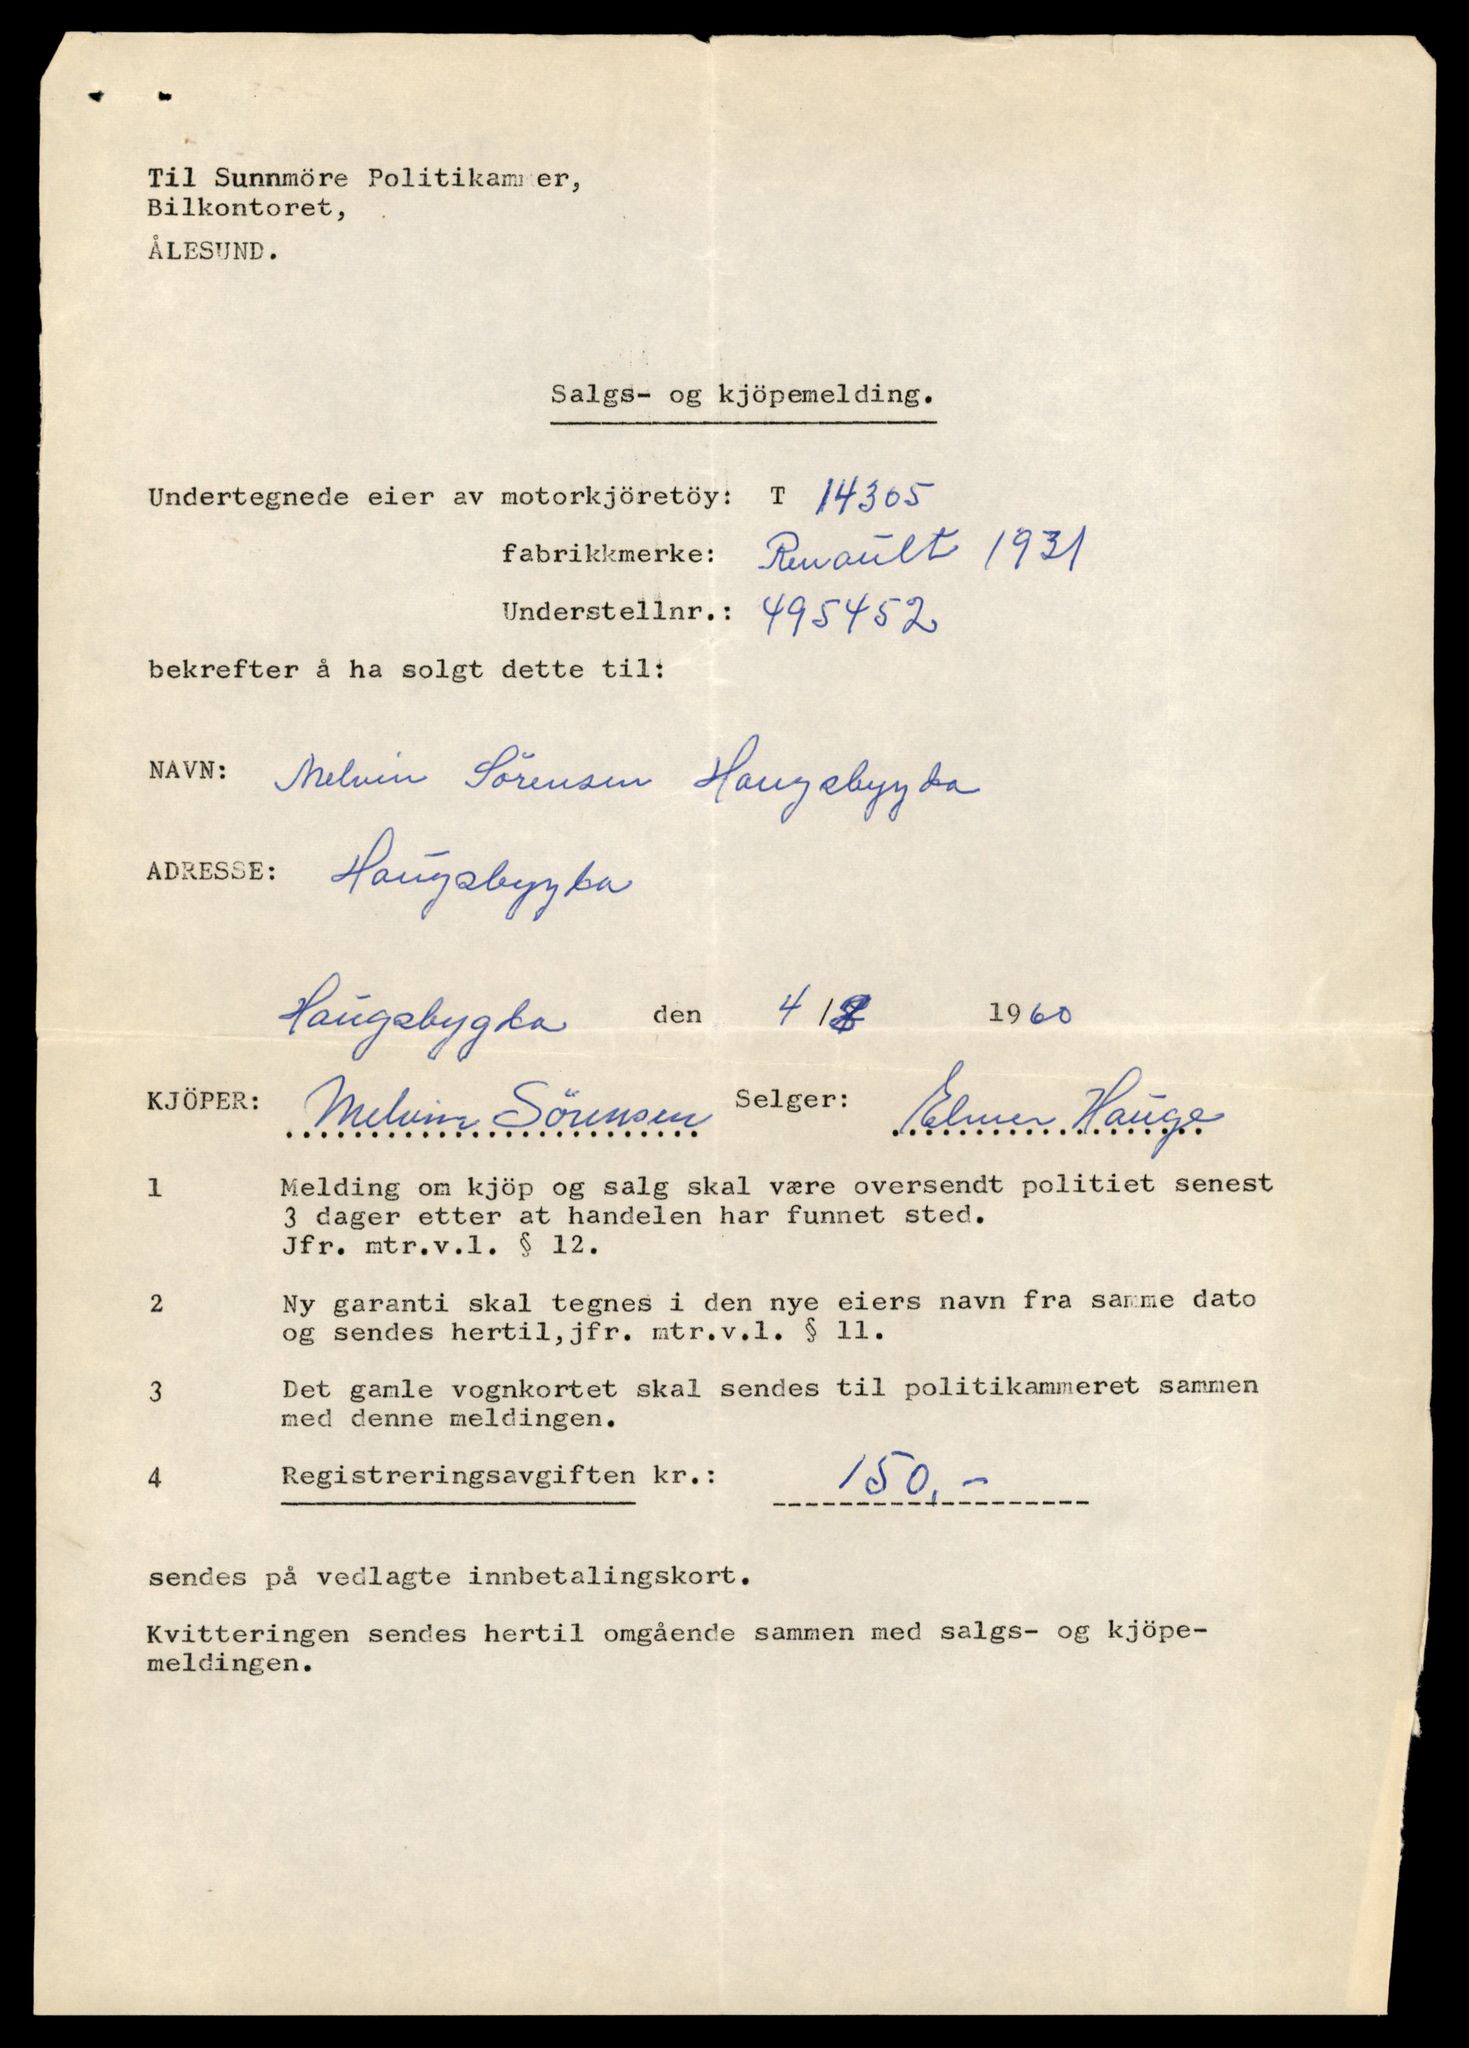 Til Sunnmöre Politikammer,
Bilkontoret,
ÅLESUND.
Salgs- og kjöpemelding.
Undertegnede eier av motorkjöretöy: T 14305
fabrikkmerke: Renault 1931
Understellnr.: 495452
bekrefter å ha solgt dette til:
NAVN: Melvin Sörensen Haugsbygda
ADRESSE: Haugsbygda
Haugsbygda den 4/8 1960
KJÖPER: Melvin Sörensen Selger: Elmer Hauge
1 Melding om kjöp og salg skal være oversendt politiet senest
3 dager etter at handelen har funnet sted.
Jfr. mtr.v.l. § 12.
2 Ny garanti skal tegnes i den nye eiers navn fra samme dato
og sendes hertil,jfr. mtr.v.l. § 11.
3 Det gamle vognkortet skal sendes til politikammeret sammen
med denne meldingen.
4 Registreringsavgiften kr.: 150,-
sendes på vedlagte innbetalingskort.
Kvitteringen sendes hertil omgående sammen med salgs- og kjöpe-
meldingen.